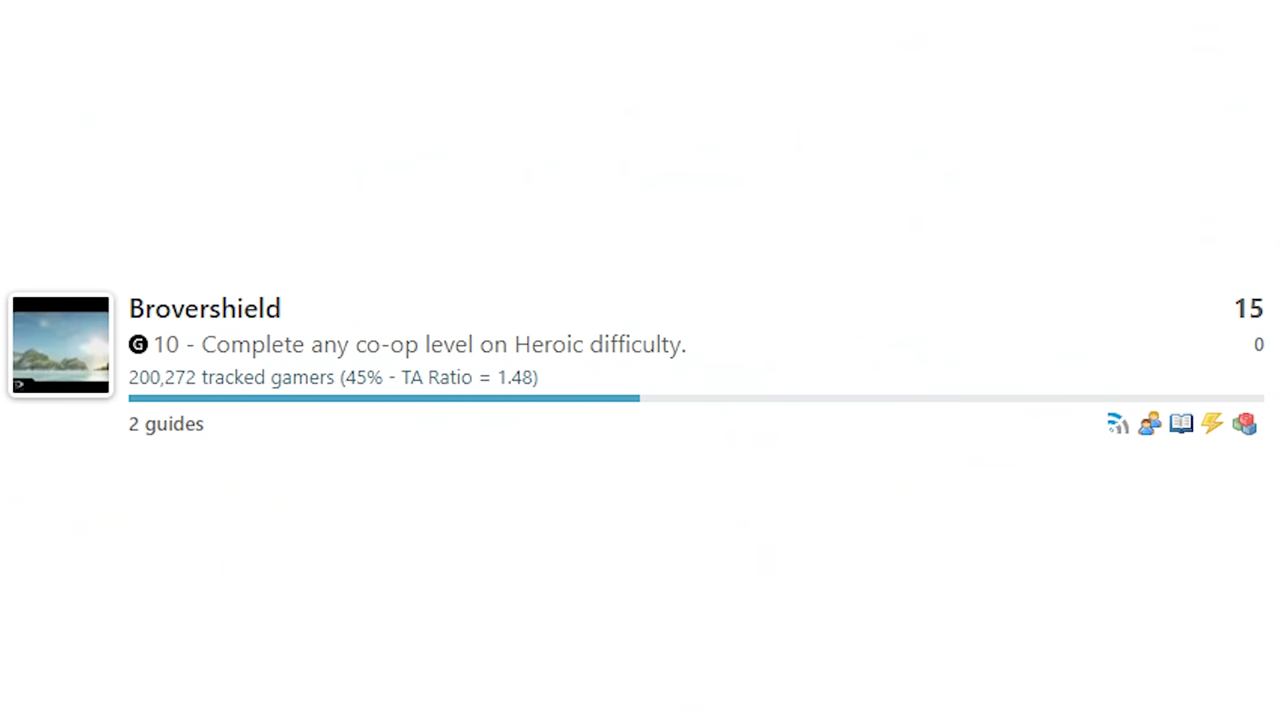 Brovershield
15
G 10 - Complete any co-op level on Heroic difficulty.
0
200,272 tracked gamers (45% - TA Ratio = 1.48)
2 guides